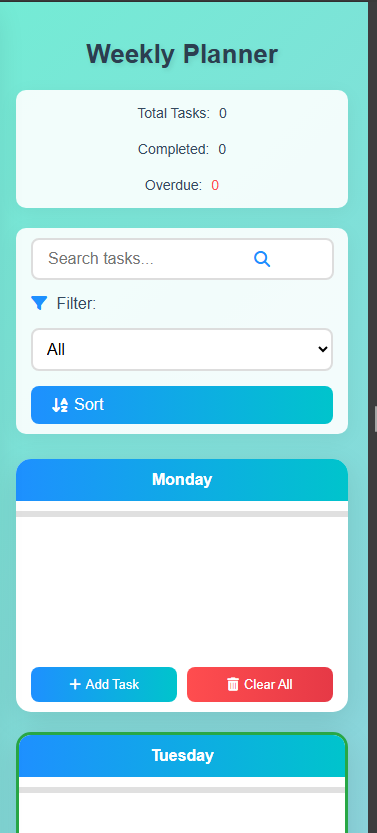 Weekly Planner
Total Tasks: 0
Completed: 0
Overdue: 0
Search tasks...
Filter:
All
Sort
Monday
Add Task Clear All
Tuesday